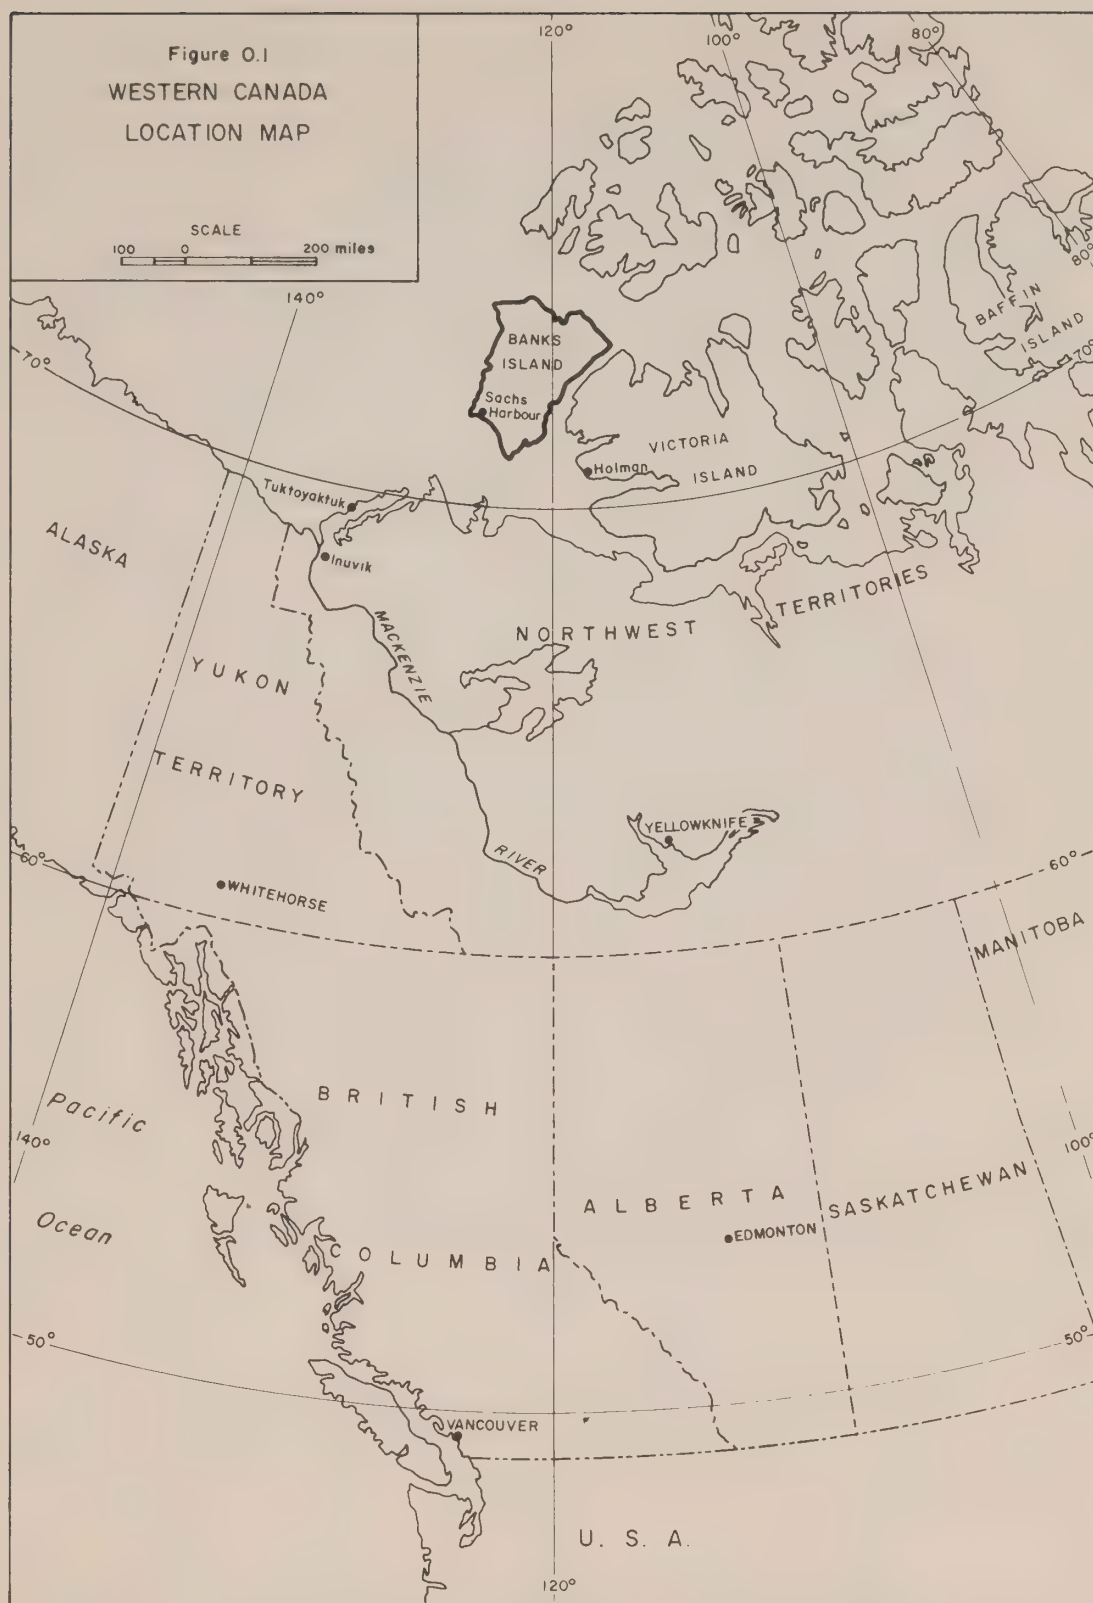 Figure 0.1
WESTERN CANADA
LOCATION MAP
SCALE
100 0 200 miles
120°
100°
80°
80°
140°
70°
BAFFIN
ISLAND
70°
BANKS
ISLAND
Sachs
Harbour
VICTORIA
ISLAND
Holman
Tuktoyaktuk
Inuvik
ALASKA
NORTHWEST
TERRITORIES
MACKENZIE
RIVER
YUKON
TERRITORY
YELLOWKNIFE
60°
WHITEHORSE
60°
MANITOBA
Pacific
Ocean
BRITISH
COLUMBIA
140°
100°
ALBERTA
EDMONTON
SASKATCHEWAN
50°
50°
VANCOUVER
U. S. A.
120°